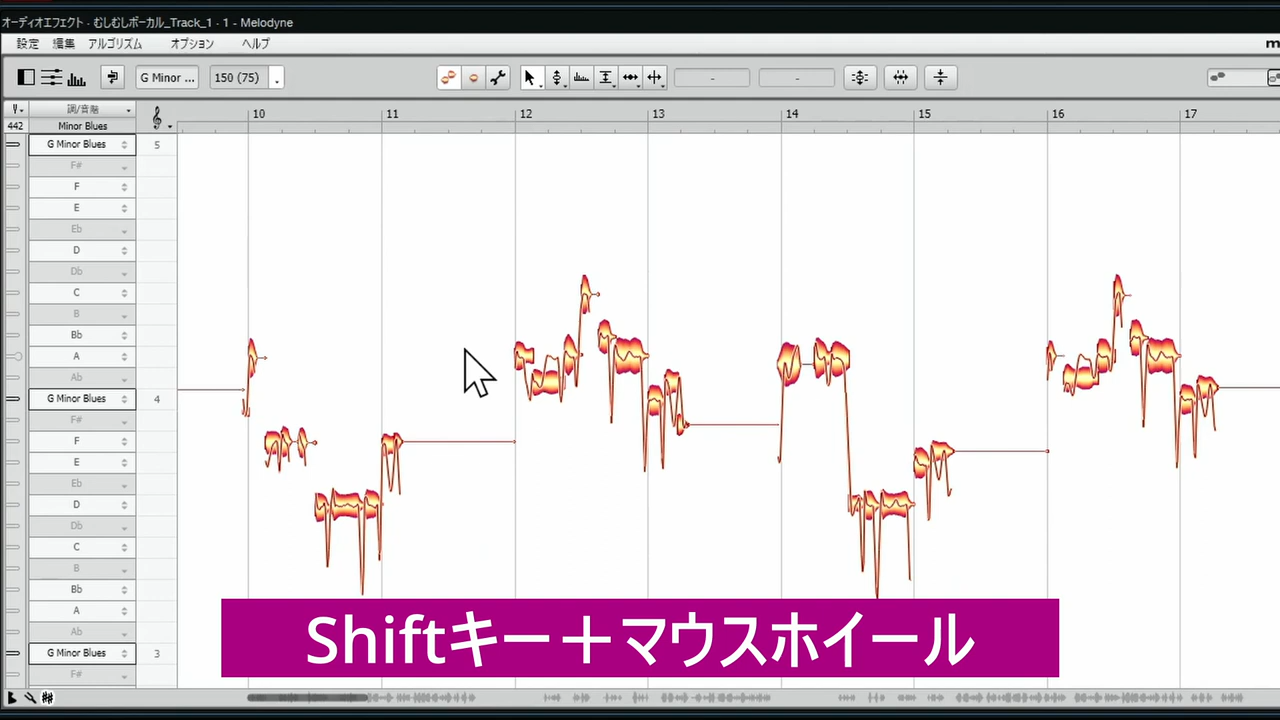 オーディオエフェクト - むしむしボーカル_Track_1 - 1 - Melodyne
設定 編集 アルゴリズム オプション ヘルプ
G Minor ... 150 (75) - -
調/音階 10 11 12 13 14 15 16 17
442 Minor Blues
G Minor Blues 5
F#
F
E
Eb
D
Db
C
B
Bb
A
Ab
G Minor Blues 4
F#
F
E
Eb
D
Db
C
B
Bb
A
Ab
G Minor Blues 3
F#
Shiftキー＋マウスホイール